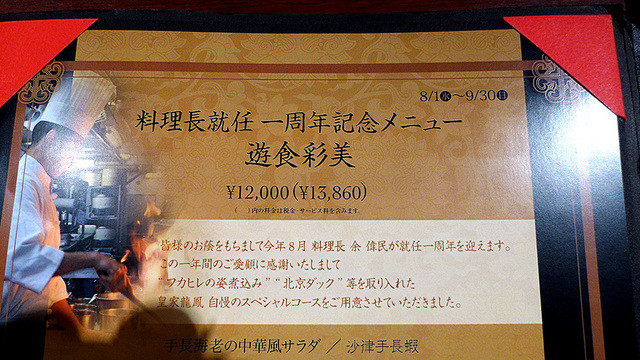 8/1㊌～9/30㊐
料理長就任 一周年記念メニュー
遊食彩美
¥12,000(¥13,860)
( )内の料金は税金・サービス料を含みます。
皆様のお蔭をもちまして今年8月 料理長 余 偉民が就任一周年を迎えます。
この一年間のご愛顧に感謝いたしまして
“フカヒレの姿煮込み”“北京ダック”等を取り入れた
皇家龍鳳 自慢のスペシャルコースをご用意させていただきました。
手長海老の中華風サラダ ／ 沙律手長蝦